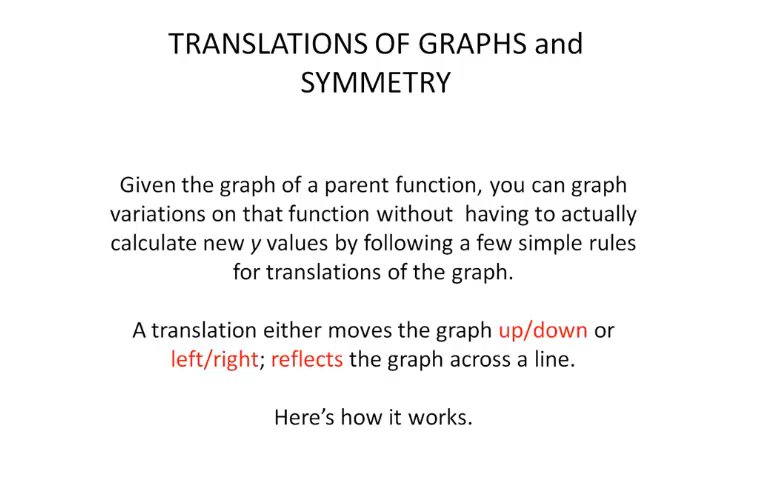 TRANSLATIONS OF GRAPHS and
SYMMETRY
Given the graph of a parent function, you can graph
variations on that function without  having to actually
calculate new y values by following a few simple rules
for translations of the graph.
A translation either moves the graph up/down or
left/right; reflects the graph across a line.
Here’s how it works.